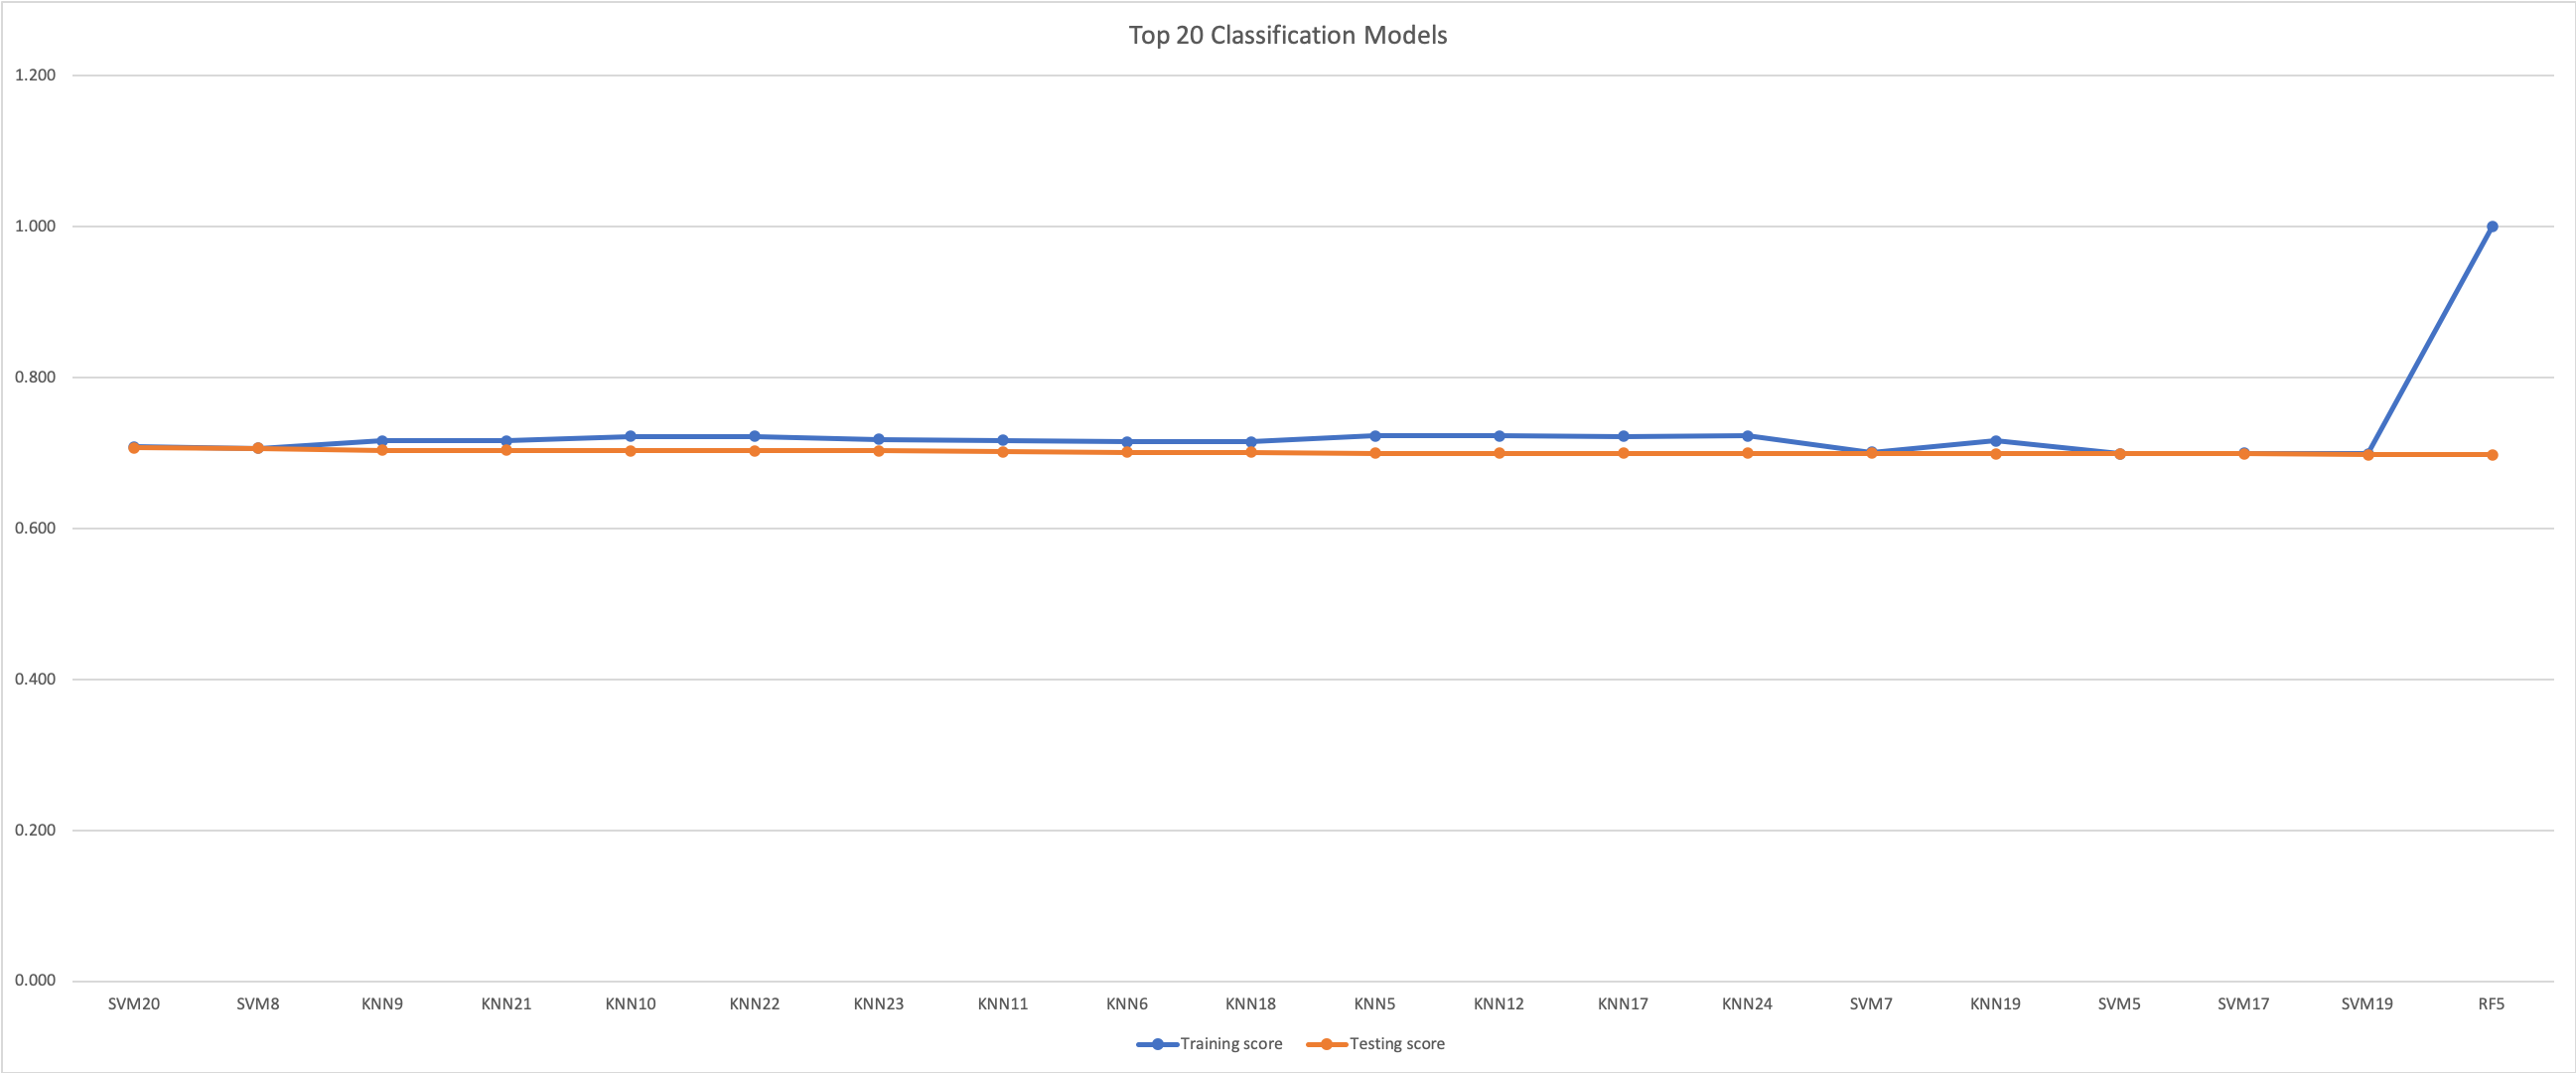 Top 20 Classification Models
1.200
1.000
0.800
0.600
0.400
0.200
0.000
SVM20 SVM8 KNN9 KNN21 KNN10 KNN22 KNN23 KNN11 KNN6 KNN18 KNN5 KNN12 KNN17 KNN24 SVM7 KNN19 SVM5 SVM17 SVM19 RF5
Training score Testing score